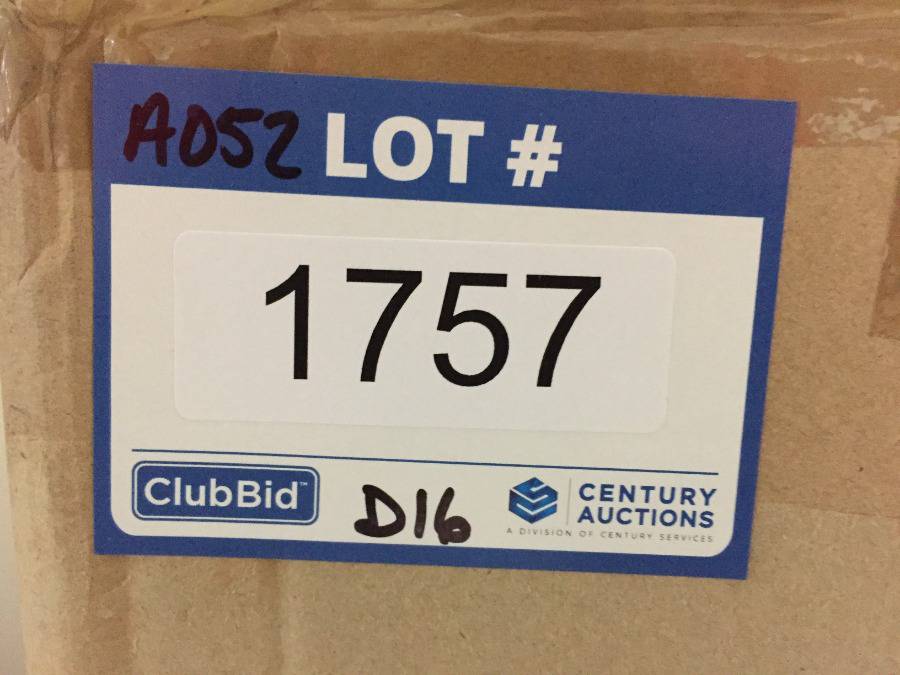 A052 LOT #
1757
ClubBid™
D16
CENTURY
AUCTIONS
A DIVISION OF CENTURY SERVICES